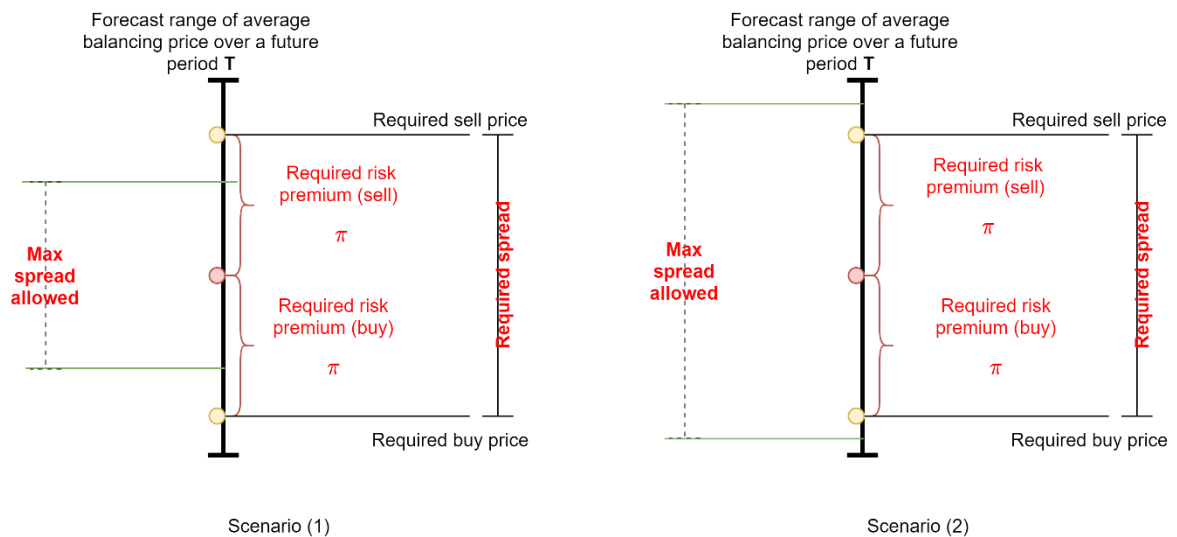 Forecast range of average
balancing price over a future
period T
Required sell price
Required risk
premium (sell)
π
Max
spread
allowed
Required spread
Required risk
premium (buy)
π
Required buy price
Scenario (1)
Forecast range of average
balancing price over a future
period T
Required sell price
Required risk
premium (sell)
π
Max
spread
allowed
Required spread
Required risk
premium (buy)
π
Required buy price
Scenario (2)